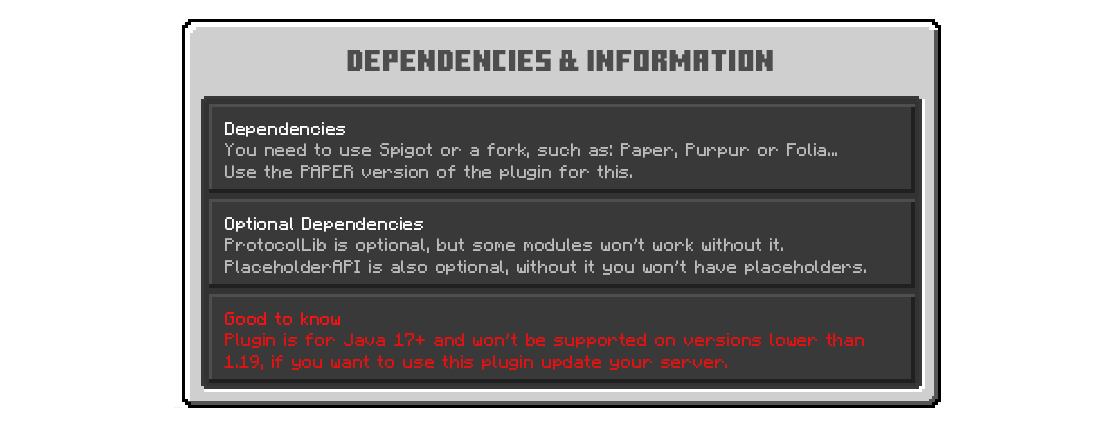 DEPENDENCIES & INFORMATION
Dependencies
You need to use Spigot or a fork, such as: Paper, Purpur or Folia...
Use the PAPER version of the plugin for this.
Optional Dependencies
ProtocolLib is optional, but some modules won't work without it.
PlaceholderAPI is also optional, without it you won't have placeholders.
Good to know
Plugin is for Java 17+ and won't be supported on versions lower than
1.19, if you want to use this plugin update your server.